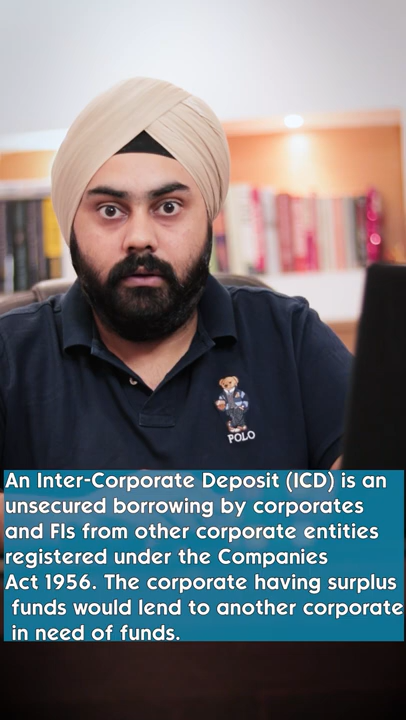 POLO
An Inter-Corporate Deposit (ICD) is an
unsecured borrowing by corporates
and FIs from other corporate entities
registered under the Companies
Act 1956. The corporate having surplus
funds would lend to another corporate
in need of funds.